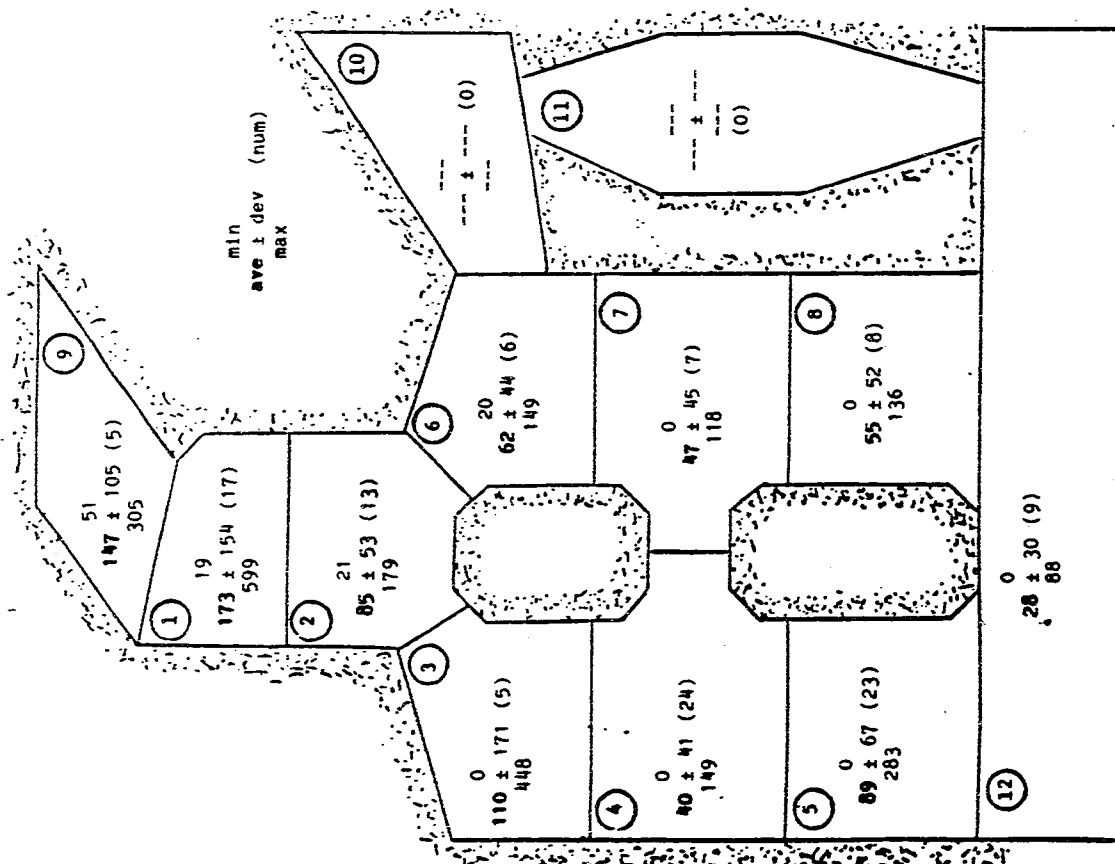 min
ave ± dev (num)
max
9
51
147 ± 105 (5)
305
1
19
173 ± 154 (17)
599
2
21
85 ± 53 (13)
179
3
0
110 ± 171 (5)
448
4
0
40 ± 41 (24)
149
5
0
89 ± 67 (23)
283
6
20
62 ± 44 (6)
149
7
0
47 ± 45 (7)
118
8
0
55 ± 52 (8)
136
10
---
--- ± --- (0)
---
11
---
--- ± ---
---
(0)
12
0
28 ± 30 (9)
88